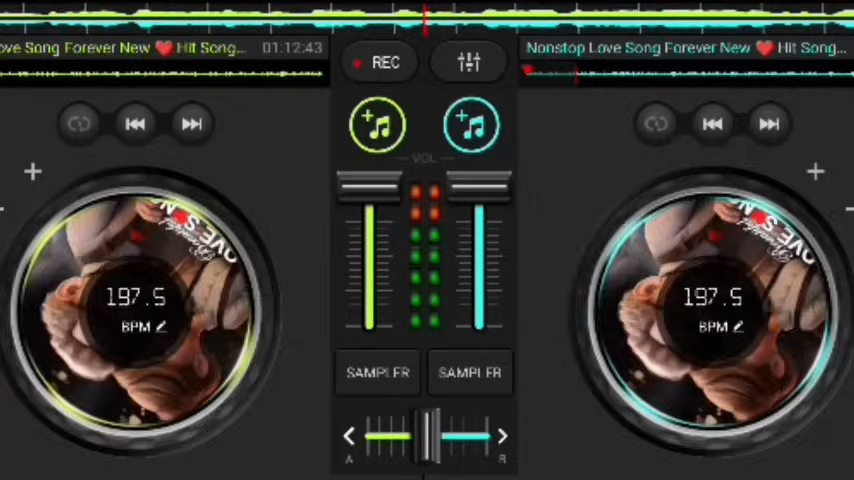 ove Song Forever New ❤️ Hit Song...
01:12:43
REC
Nonstop Love Song Forever New ❤️ Hit Song...
VOL
197.5
BPM
197.5
BPM
SAMPLER
SAMPLER
A
B